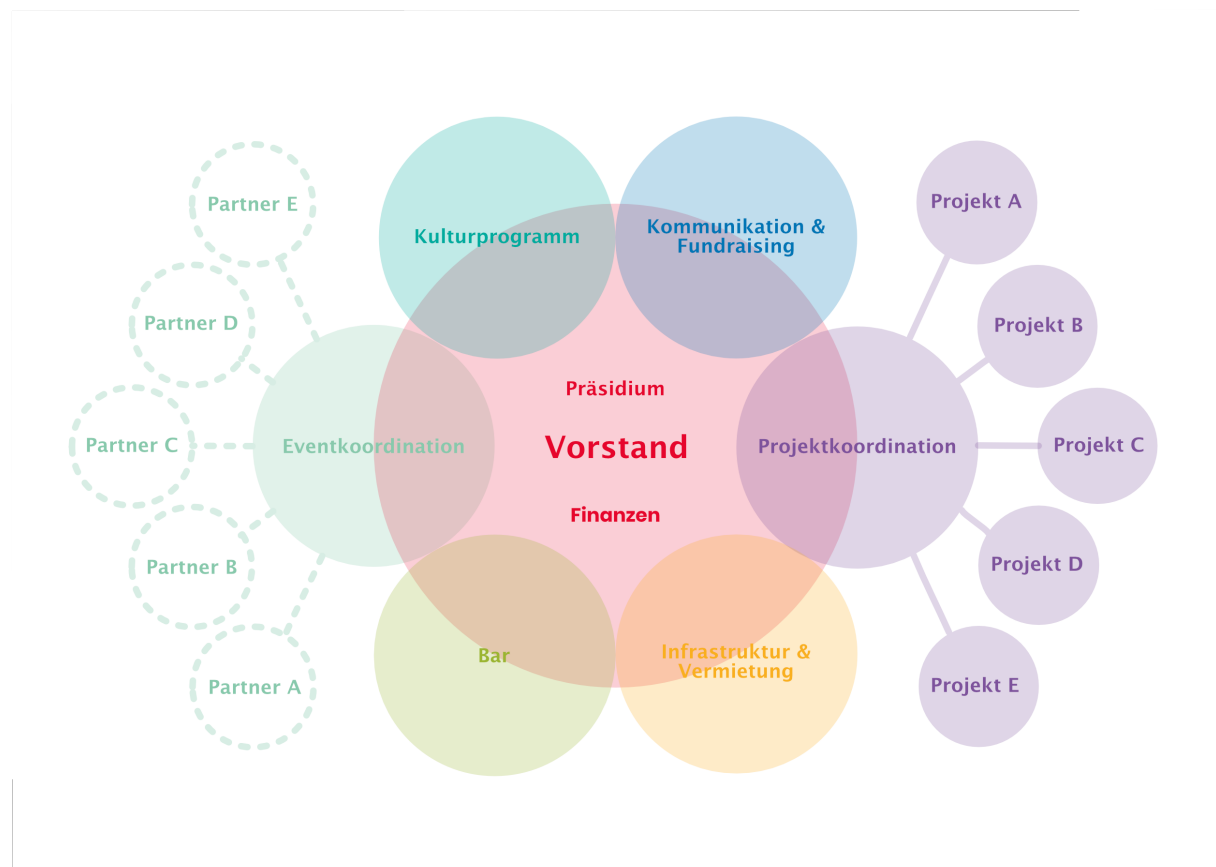 Partner E
Partner D
Partner C
Partner B
Partner A
Eventkoordination
Kulturprogramm
Kommunikation &
Fundraising
Präsidium
Vorstand
Finanzen
Bar
Infrastruktur &
Vermietung
Projektkoordination
Projekt A
Projekt B
Projekt C
Projekt D
Projekt E